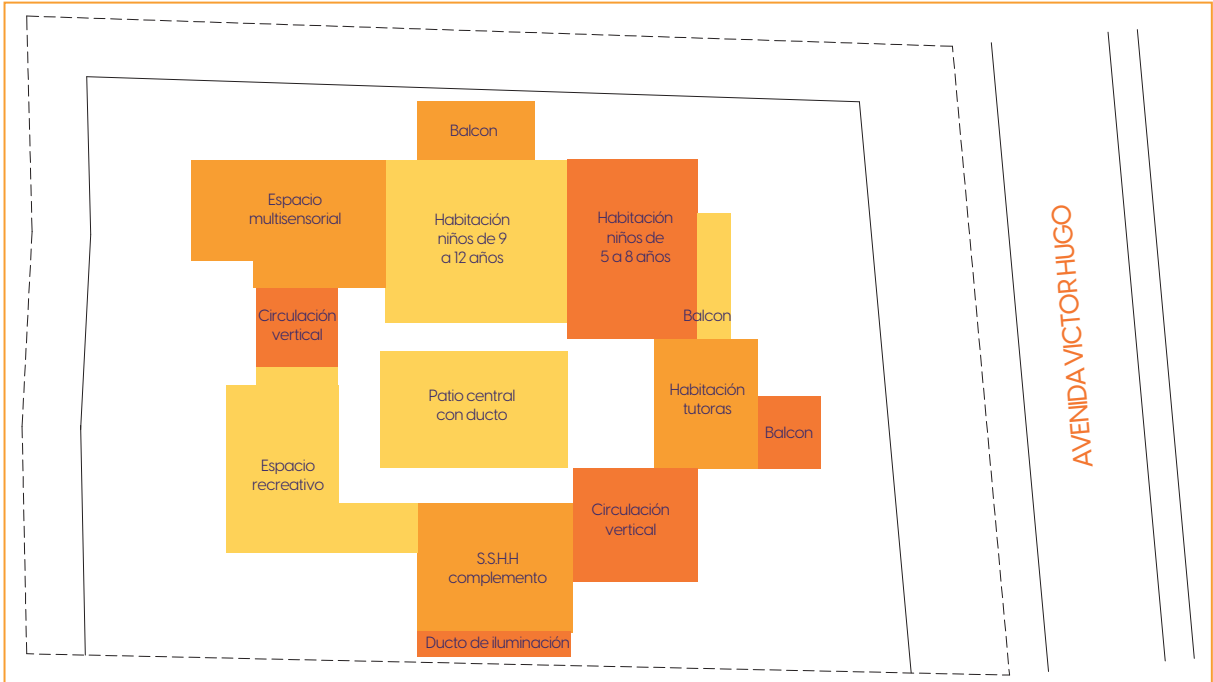 Balcon
Espacio
multisensorial
Habitación
niños de 9
a 12 años
Habitación
niños de
5 a 8 años
Balcon
Circulación
vertical
Patio central
con ducto
Habitación
tutoras
Balcon
Espacio
recreativo
Circulación
vertical
S.S.H.H
complemento
Ducto de iluminación
AVENIDA VICTOR HUGO